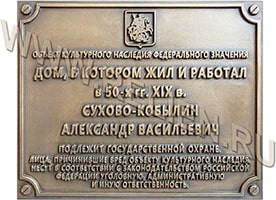 ОБЪЕКТ КУЛЬТУРНОГО НАСЛЕДИЯ ФЕДЕРАЛЬНОГО ЗНАЧЕНИЯ
ДОМ, В КОТОРОМ ЖИЛ И РАБОТАЛ
в 50-х гг. XIX в.
СУХОВО-КОБЫЛИН
АЛЕКСАНДР ВАСИЛЬЕВИЧ
ПОДЛЕЖИТ ГОСУДАРСТВЕННОЙ ОХРАНЕ.
ЛИЦА, ПРИЧИНИВШИЕ ВРЕД ОБЪЕКТУ КУЛЬТУРНОГО НАСЛЕДИЯ,
НЕСУТ В СООТВЕТСТВИИ С ЗАКОНОДАТЕЛЬСТВОМ РОССИЙСКОЙ
ФЕДЕРАЦИИ УГОЛОВНУЮ, АДМИНИСТРАТИВНУЮ
И ИНУЮ ОТВЕТСТВЕННОСТЬ.